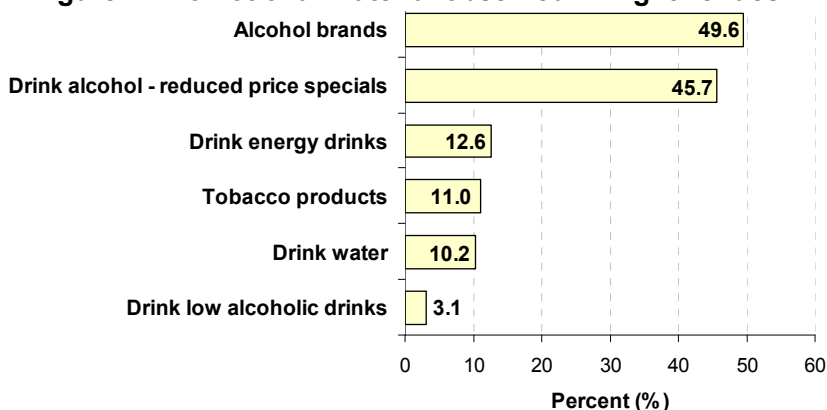 Alcohol brands 49.6
Drink alcohol - reduced price specials 45.7
Drink energy drinks 12.6
Tobacco products 11.0
Drink water 10.2
Drink low alcoholic drinks 3.1
0 10 20 30 40 50 60
Percent (%)